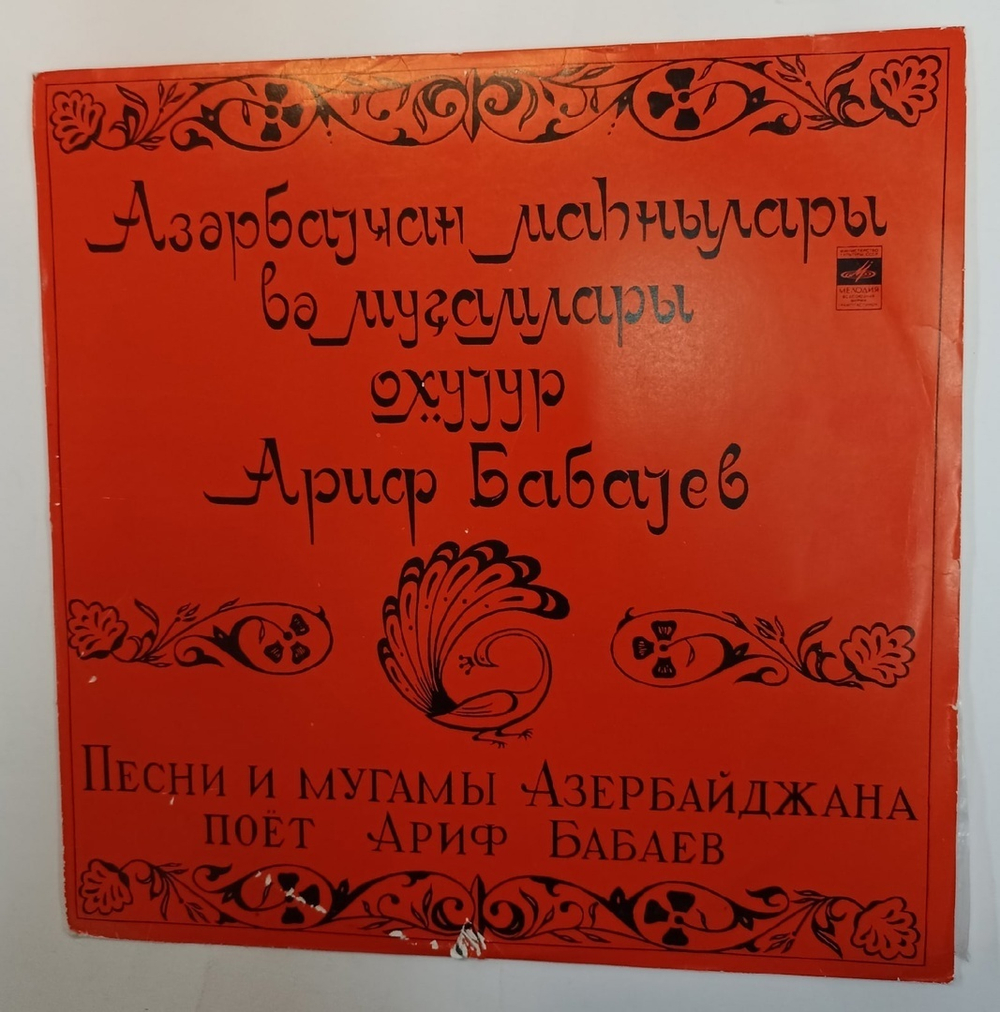 Азәрбајҹан маһнылары
вә муғамлары
охујур
Ариф Бабајев
МЕЛОДИЯ
Песни и мугамы Азербайджана
поёт Ариф Бабаев